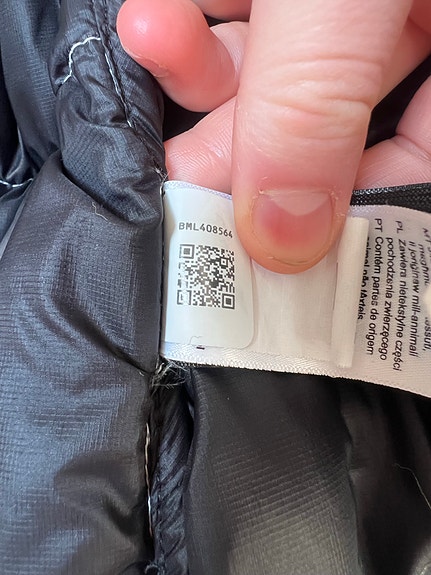 BML408564
PL Zawiera nietekstylne części
pochodzenia zwierzęcego
PT Contém partes de origem